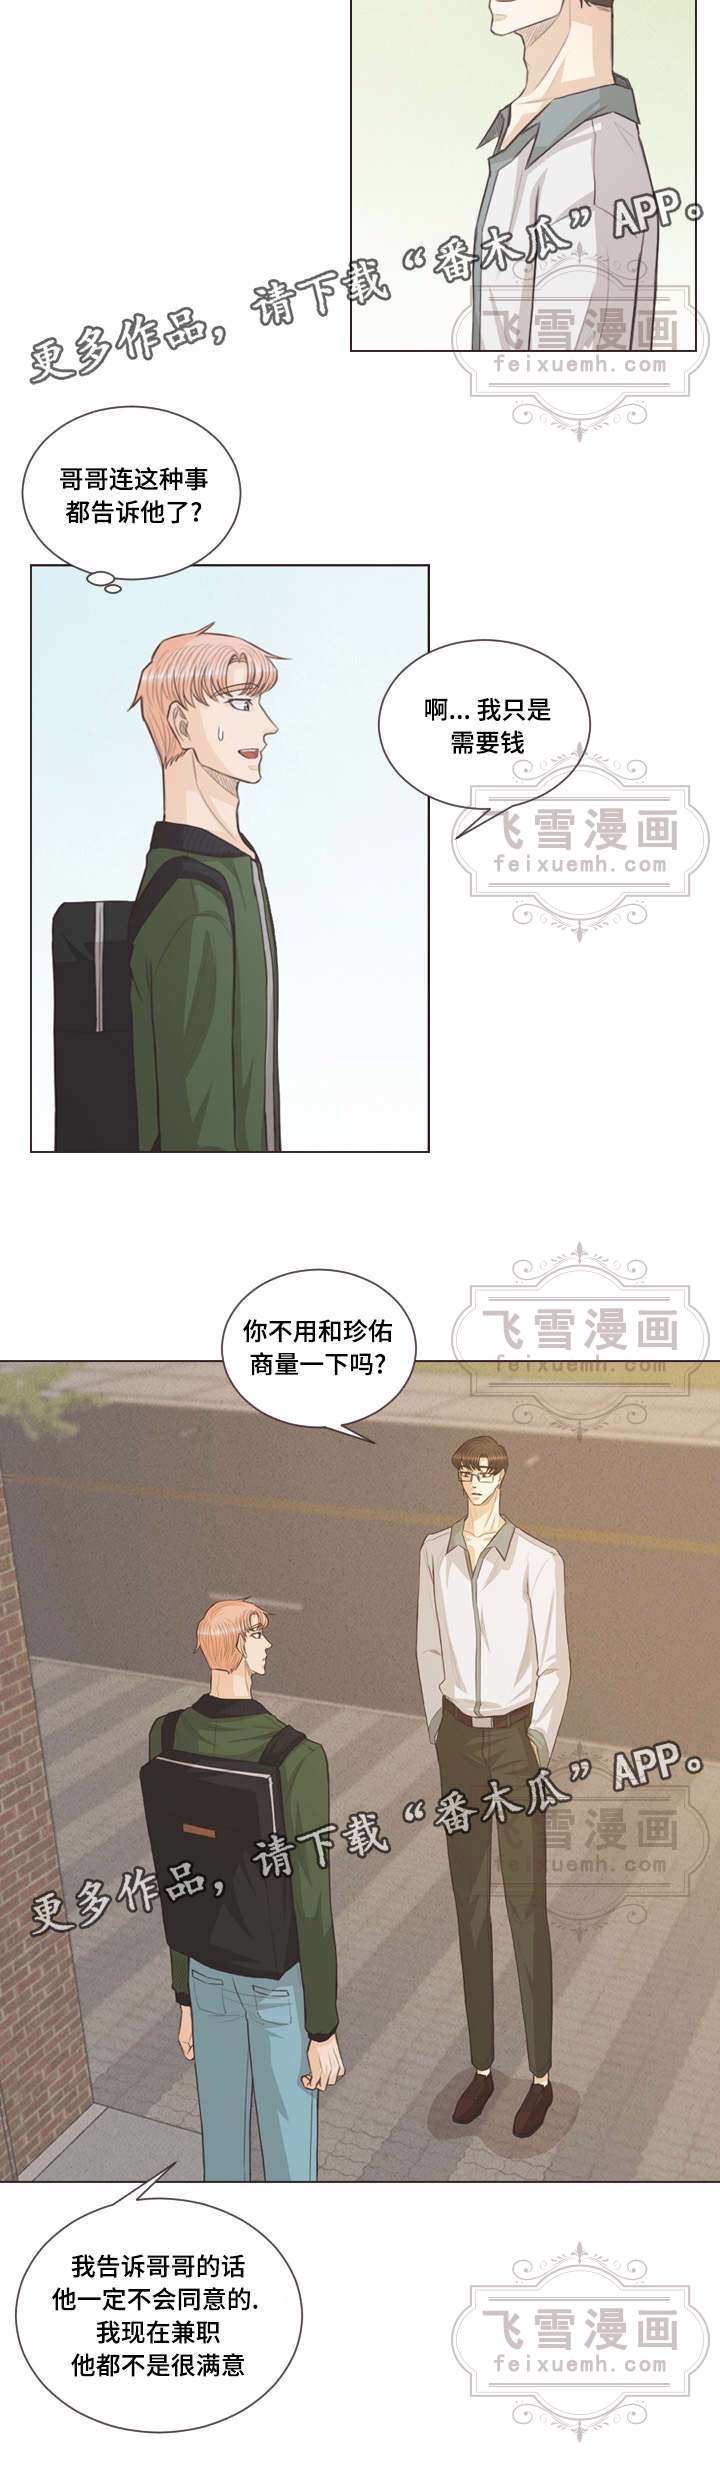 更多作品，请下载“番木瓜”APP。
飞雪漫画
feixuemh.com
哥哥连这种事
都告诉他了?
啊... 我只是
需要钱
飞雪漫画
feixuemh.com
飞雪漫画
你不用和珍佑
商量一下吗?
feixuemh.com
更多作品，请下载“番木瓜”APP。
飞雪漫画
feixuemh.com
我告诉哥哥的话
他一定不会同意的.
我现在兼职
他都不是很满意
飞雪漫画
feixuemh.com